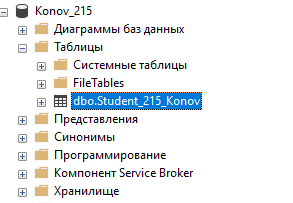 Konov_215
Диаграммы баз данных
Таблицы
Системные таблицы
FileTables
dbo.Student_215_Konov
Представления
Синонимы
Программирование
Компонент Service Broker
Хранилище